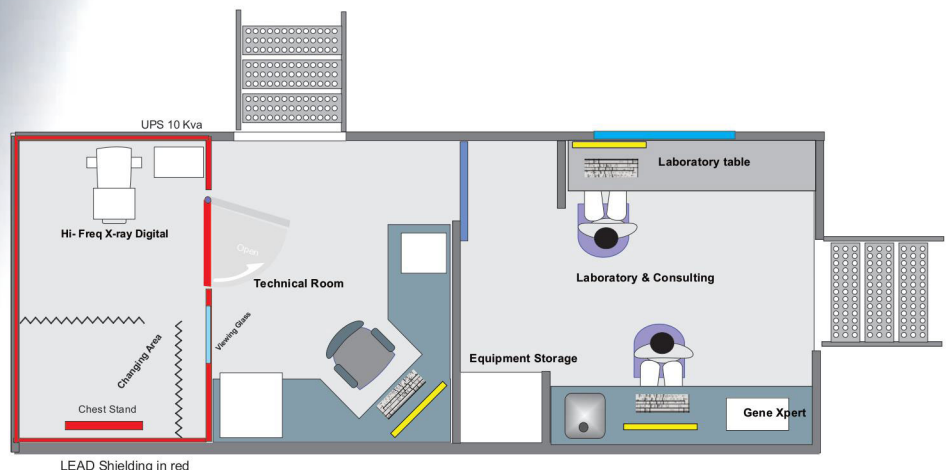 UPS 10 Kva
Laboratory table
Hi- Freq X-ray Digital
Open
Technical Room
Laboratory & Consulting
Viewing Glass
Changing Area
Equipment Storage
Chest Stand
Gene Xpert
LEAD Shielding in red